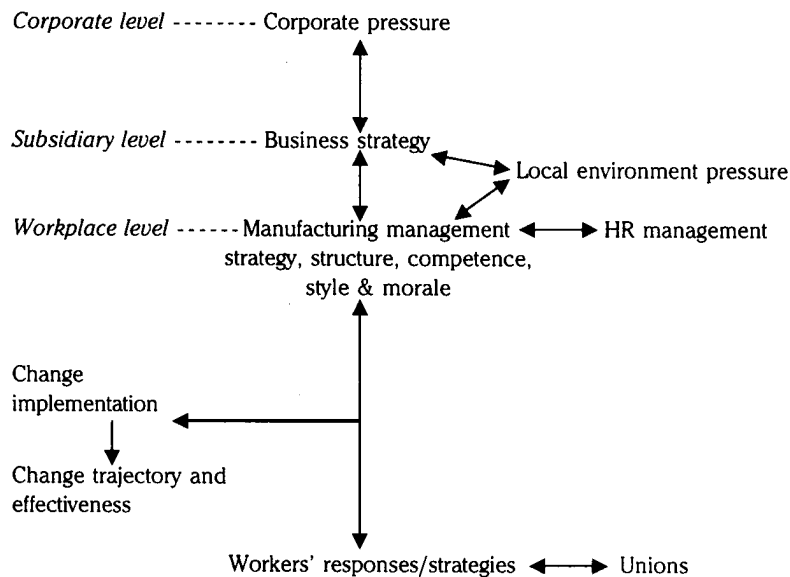 Corporate level -------- Corporate pressure
Subsidiary level -------- Business strategy
Local environment pressure
Workplace level ------ Manufacturing management
HR management
strategy, structure, competence,
style & morale
Change
implementation
Change trajectory and
effectiveness
Workers' responses/strategies
Unions